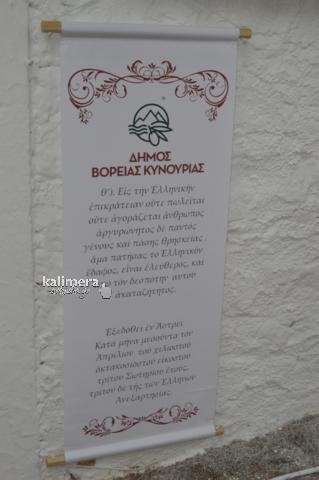 ΔΗΜΟΣ
ΒΟΡΕΙΑΣ ΚΥΝΟΥΡΙΑΣ
θ'). Εἰς τὴν Ἑλληνικὴν
ἐπικράτειαν οὔτε πωλεῖται
οὔτε ἀγοράζεται ἄνθρωπος
ἀργυρώνητος δὲ παντὸς
γένους καὶ πάσης θρησκείας,
ἅμα πατήσας τὸ Ἑλληνικὸν
ἔδαφος, εἶναι ἐλεύθερος, καὶ
τὸν δεσπότην αὐτοῦ
ἀκαταζήτητος.
kalimera
Ἐξεδόθει ἐν Ἄστρει
Κατὰ μῆνα μεσοῦντα τὸν
Ἀπρίλιον τοῦ χιλιοστοῦ
ὀκτακοσιοστοῦ εἰκοστοῦ
τρίτου Σωτηρίου ἔτους,
τρίτου δὲ τῆς τῶν Ἑλλήνων
Ἀνεξαρτησίας.